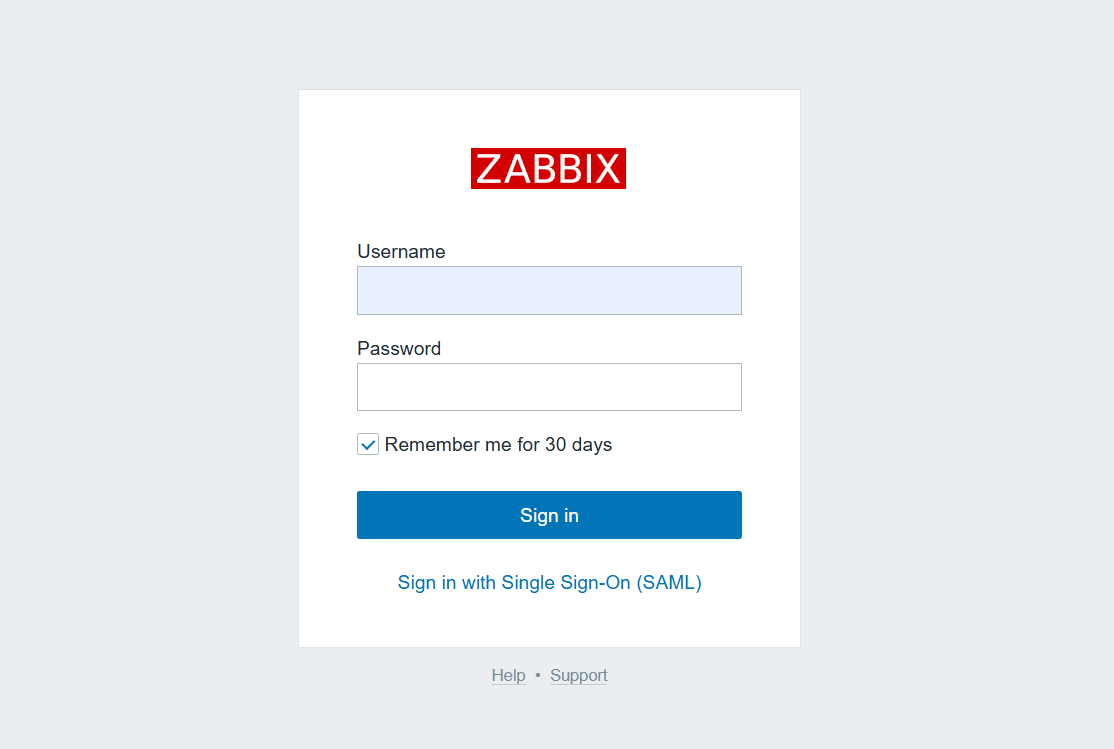 ZABBIX
Username
Password
Remember me for 30 days
Sign in
Sign in with Single Sign-On (SAML)
Help • Support